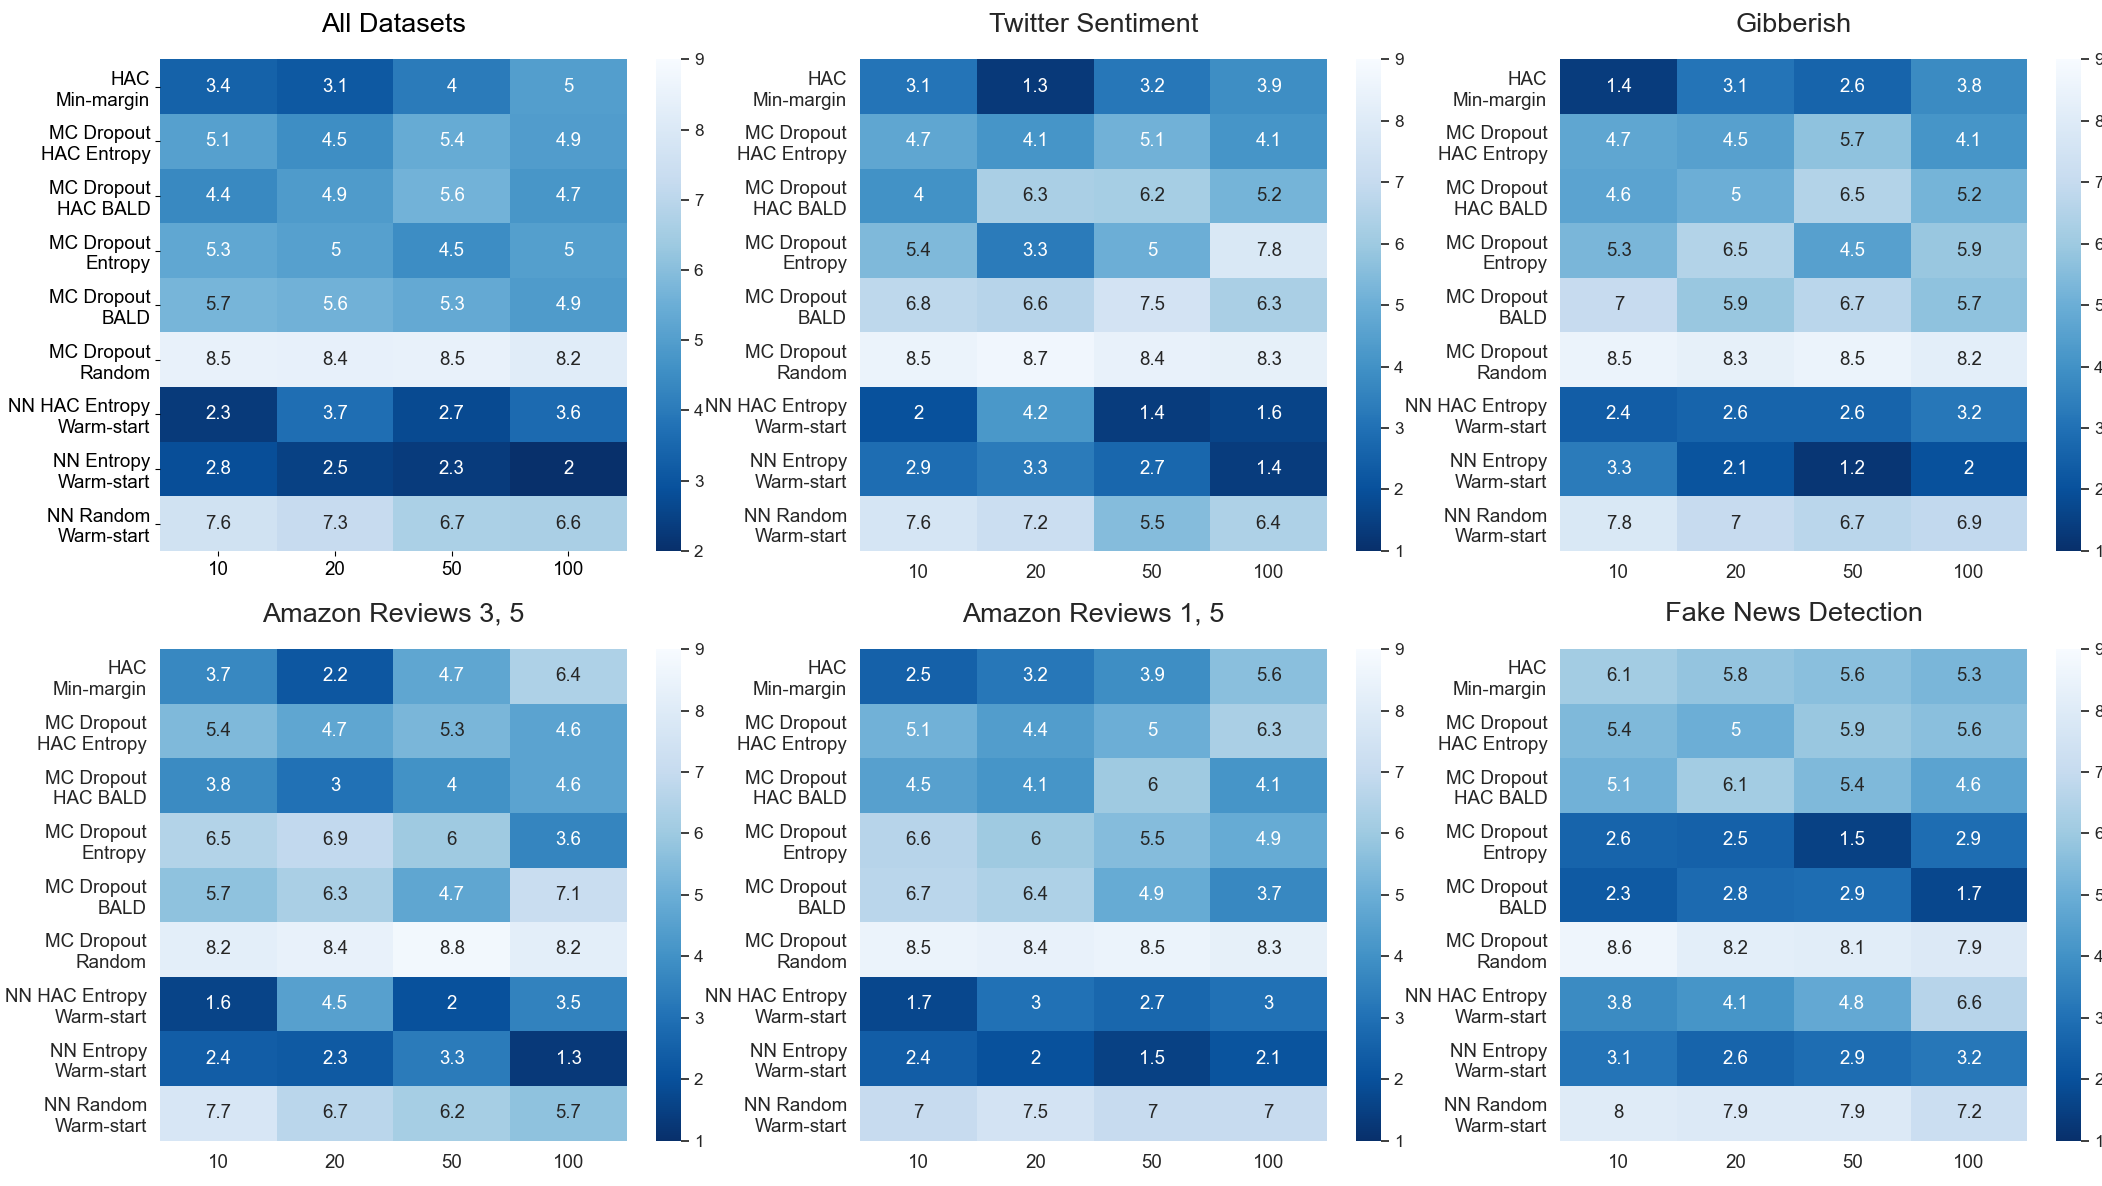 All Datasets
HAC
Min-margin
3.4 3.1 4 5
MC Dropout
HAC Entropy
5.1 4.5 5.4 4.9
MC Dropout
HAC BALD
4.4 4.9 5.6 4.7
MC Dropout
Entropy
5.3 5 4.5 5
MC Dropout
BALD
5.7 5.6 5.3 4.9
MC Dropout
Random
8.5 8.4 8.5 8.2
NN HAC Entropy
Warm-start
2.3 3.7 2.7 3.6
NN Entropy
Warm-start
2.8 2.5 2.3 2
NN Random
Warm-start
7.6 7.3 6.7 6.6
10 20 50 100
9
8
7
6
5
4
3
2
Twitter Sentiment
HAC
Min-margin
3.1 1.3 3.2 3.9
MC Dropout
HAC Entropy
4.7 4.1 5.1 4.1
MC Dropout
HAC BALD
4 6.3 6.2 5.2
MC Dropout
Entropy
5.4 3.3 5 7.8
MC Dropout
BALD
6.8 6.6 7.5 6.3
MC Dropout
Random
8.5 8.7 8.4 8.3
NN HAC Entropy
Warm-start
2 4.2 1.4 1.6
NN Entropy
Warm-start
2.9 3.3 2.7 1.4
NN Random
Warm-start
7.6 7.2 5.5 6.4
10 20 50 100
9
8
7
6
5
4
3
2
1
Gibberish
HAC
Min-margin
1.4 3.1 2.6 3.8
MC Dropout
HAC Entropy
4.7 4.5 5.7 4.1
MC Dropout
HAC BALD
4.6 5 6.5 5.2
MC Dropout
Entropy
5.3 6.5 4.5 5.9
MC Dropout
BALD
7 5.9 6.7 5.7
MC Dropout
Random
8.5 8.3 8.5 8.2
NN HAC Entropy
Warm-start
2.4 2.6 2.6 3.2
NN Entropy
Warm-start
3.3 2.1 1.2 2
NN Random
Warm-start
7.8 7 6.7 6.9
10 20 50 100
9
8
7
6
5
4
3
2
1
Amazon Reviews 3, 5
HAC
Min-margin
3.7 2.2 4.7 6.4
MC Dropout
HAC Entropy
5.4 4.7 5.3 4.6
MC Dropout
HAC BALD
3.8 3 4 4.6
MC Dropout
Entropy
6.5 6.9 6 3.6
MC Dropout
BALD
5.7 6.3 4.7 7.1
MC Dropout
Random
8.2 8.4 8.8 8.2
NN HAC Entropy
Warm-start
1.6 4.5 2 3.5
NN Entropy
Warm-start
2.4 2.3 3.3 1.3
NN Random
Warm-start
7.7 6.7 6.2 5.7
10 20 50 100
9
8
7
6
5
4
3
2
1
Amazon Reviews 1, 5
HAC
Min-margin
2.5 3.2 3.9 5.6
MC Dropout
HAC Entropy
5.1 4.4 5 6.3
MC Dropout
HAC BALD
4.5 4.1 6 4.1
MC Dropout
Entropy
6.6 6 5.5 4.9
MC Dropout
BALD
6.7 6.4 4.9 3.7
MC Dropout
Random
8.5 8.4 8.5 8.3
NN HAC Entropy
Warm-start
1.7 3 2.7 3
NN Entropy
Warm-start
2.4 2 1.5 2.1
NN Random
Warm-start
7 7.5 7 7
10 20 50 100
9
8
7
6
5
4
3
2
1
Fake News Detection
HAC
Min-margin
6.1 5.8 5.6 5.3
MC Dropout
HAC Entropy
5.4 5 5.9 5.6
MC Dropout
HAC BALD
5.1 6.1 5.4 4.6
MC Dropout
Entropy
2.6 2.5 1.5 2.9
MC Dropout
BALD
2.3 2.8 2.9 1.7
MC Dropout
Random
8.6 8.2 8.1 7.9
NN HAC Entropy
Warm-start
3.8 4.1 4.8 6.6
NN Entropy
Warm-start
3.1 2.6 2.9 3.2
NN Random
Warm-start
8 7.9 7.9 7.2
10 20 50 100
9
8
7
6
5
4
3
2
1